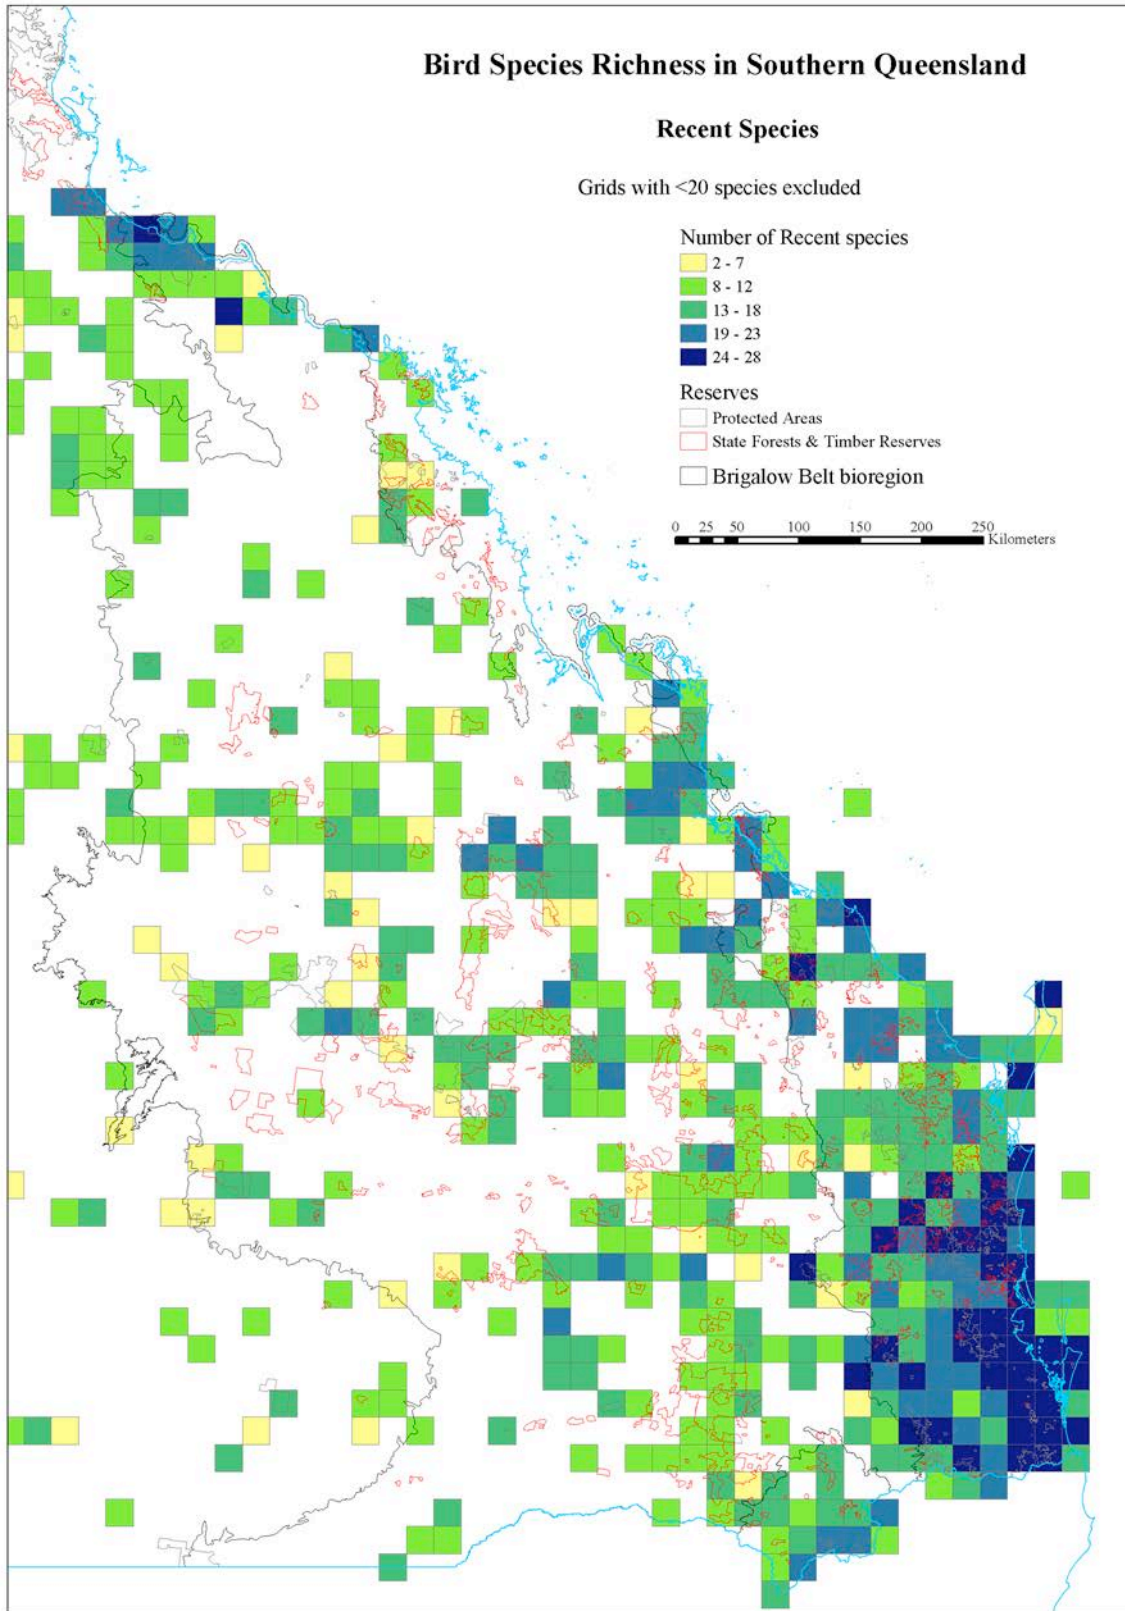 Bird Species Richness in Southern Queensland
Recent Species
Grids with <20 species excluded
Number of Recent species
2 - 7
8 - 12
13 - 18
19 - 23
24 - 28
Reserves
Protected Areas
State Forests & Timber Reserves
Brigalow Belt bioregion
0 25 50 100 150 200 250
Kilometers